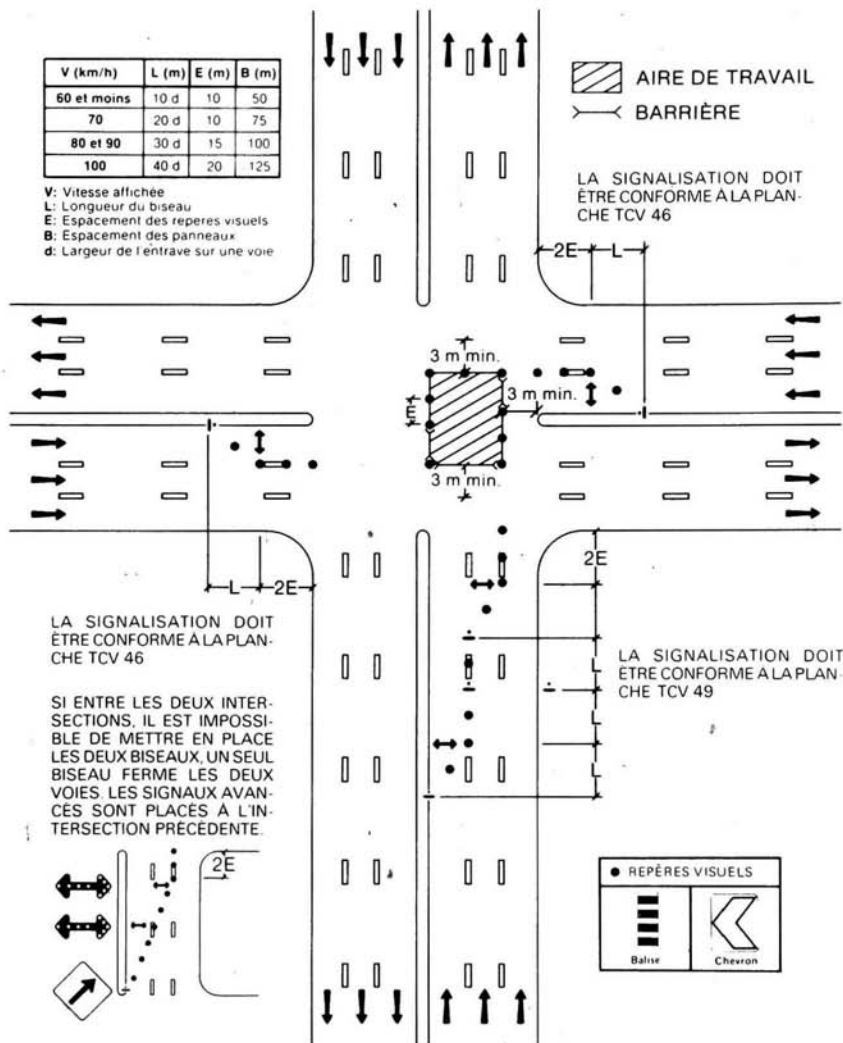 V (km/h) L (m) E (m) B (m)
60 et moins 10 d 10 50
70 20 d 10 75
80 et 90 30 d 15 100
100 40 d 20 125
V: Vitesse affichée
L: Longueur du biseau
E: Espacement des repères visuels
B: Espacement des panneaux
d: Largeur de l'entrave sur une voie
AIRE DE TRAVAIL
BARRIÈRE
LA SIGNALISATION DOIT
ÊTRE CONFORME À LA PLAN-
CHE TCV 46
2E L
3 m min.
3 m min.
E
3 m min.
2E
L 2E
LA SIGNALISATION DOIT
ÊTRE CONFORME À LA PLAN-
CHE TCV 46
L
LA SIGNALISATION DOIT
ÊTRE CONFORME À LA PLAN-
CHE TCV 49
L
L
SI ENTRE LES DEUX INTER-
SECTIONS, IL EST IMPOSSI-
BLE DE METTRE EN PLACE
LES DEUX BISEAUX, UN SEUL
BISEAU FERME LES DEUX
VOIES. LES SIGNAUX AVAN-
CÉS SONT PLACÉS À L'IN-
TERSECTION PRÉCÉDENTE.
2E
REPÈRES VISUELS
Balise Chevron